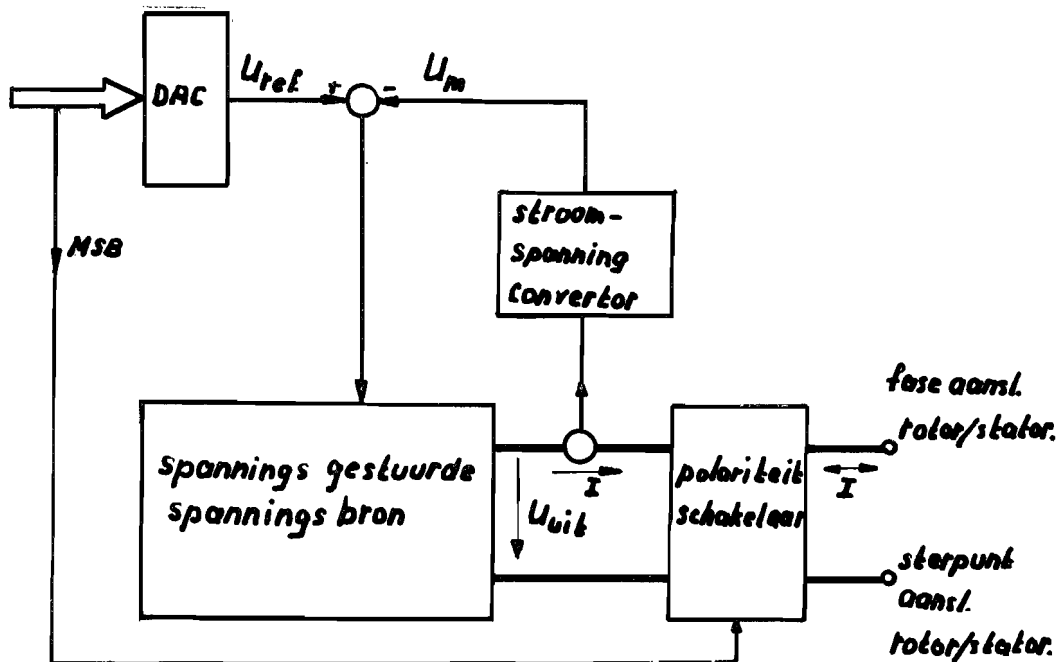 DAC
Uref.
+
-
Um
MSB
stroom-
spanning
convertor
spannings gestuurde
spannings bron
I
Uuit
polariteit
schakelaar
fase aansl.
rotor/stator.
I
sterpunt
aansl.
rotor/stator.